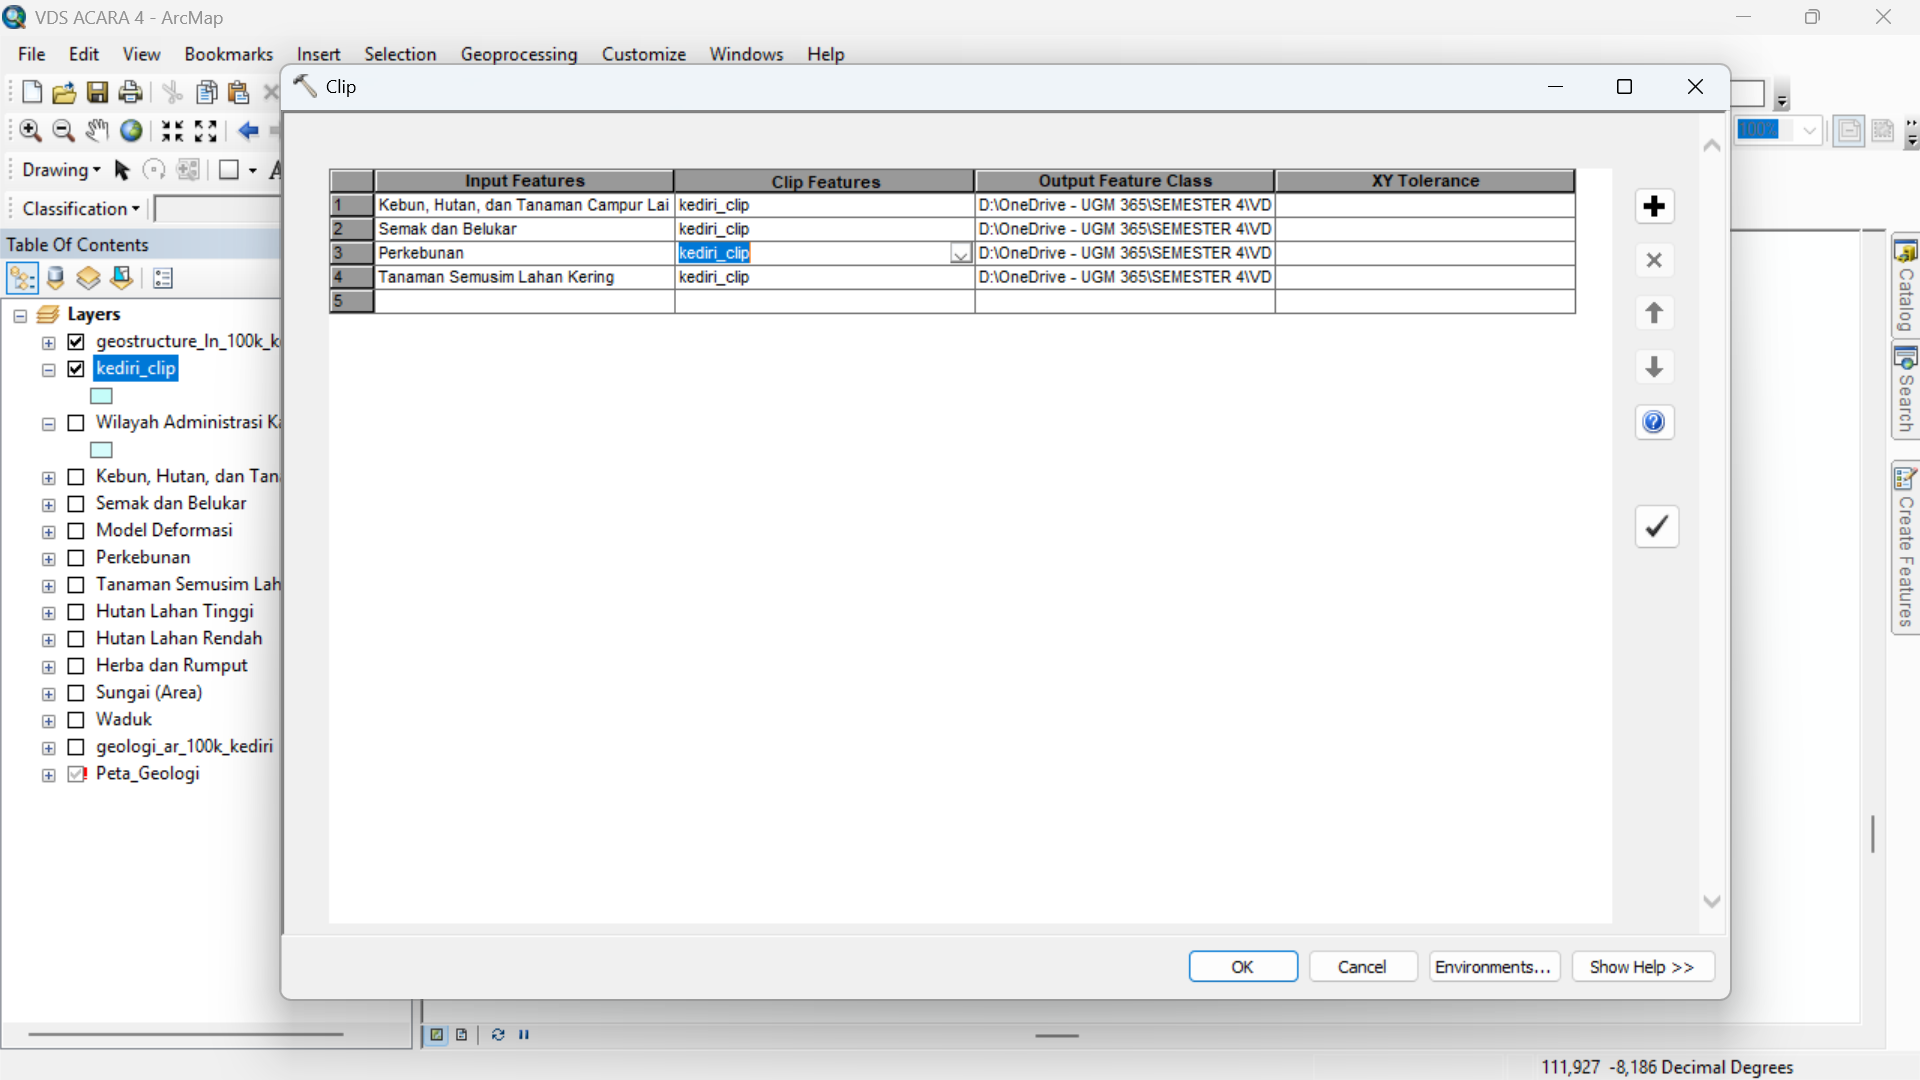 VDS ACARA 4 - ArcMap
File Edit View Bookmarks Insert Selection Geoprocessing Customize Windows Help
Clip
100%
Drawing
Classification
Table Of Contents
Layers
geostructure_ln_100k_k
kediri_clip
Wilayah Administrasi K
Kebun, Hutan, dan Tan
Semak dan Belukar
Model Deformasi
Perkebunan
Tanaman Semusim Lah
Hutan Lahan Tinggi
Hutan Lahan Rendah
Herba dan Rumput
Sungai (Area)
Waduk
geologi_ar_100k_kediri
Peta_Geologi
Input Features Clip Features Output Feature Class XY Tolerance
1 Kebun, Hutan, dan Tanaman Campur Lai kediri_clip D:\OneDrive - UGM 365\SEMESTER 4\VD
2 Semak dan Belukar kediri_clip D:\OneDrive - UGM 365\SEMESTER 4\VD
3 Perkebunan kediri_clip D:\OneDrive - UGM 365\SEMESTER 4\VD
4 Tanaman Semusim Lahan Kering kediri_clip D:\OneDrive - UGM 365\SEMESTER 4\VD
5
OK Cancel Environments... Show Help >>
Catalog
Search
Create Features
111,927 -8,186 Decimal Degrees